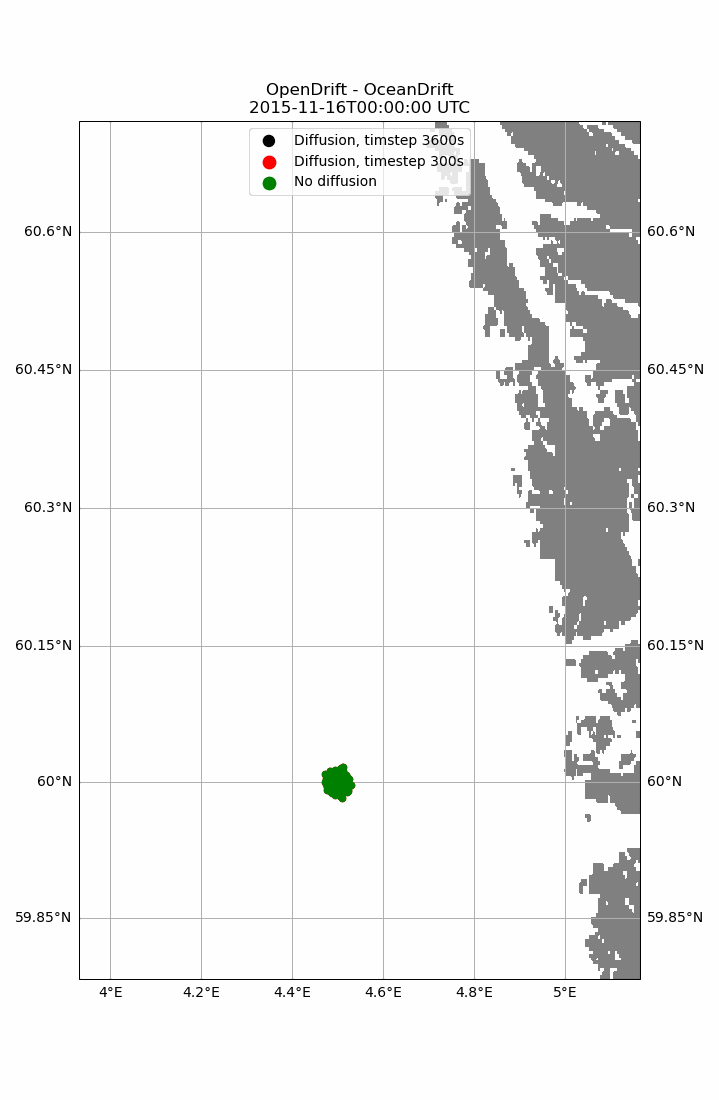 OpenDrift - OceanDrift
2015-11-16T00:00:00 UTC
Diffusion, timstep 3600s
Diffusion, timestep 300s
No diffusion
60.6°N 60.6°N
60.45°N 60.45°N
60.3°N 60.3°N
60.15°N 60.15°N
60°N 60°N
59.85°N 59.85°N
4°E 4.2°E 4.4°E 4.6°E 4.8°E 5°E